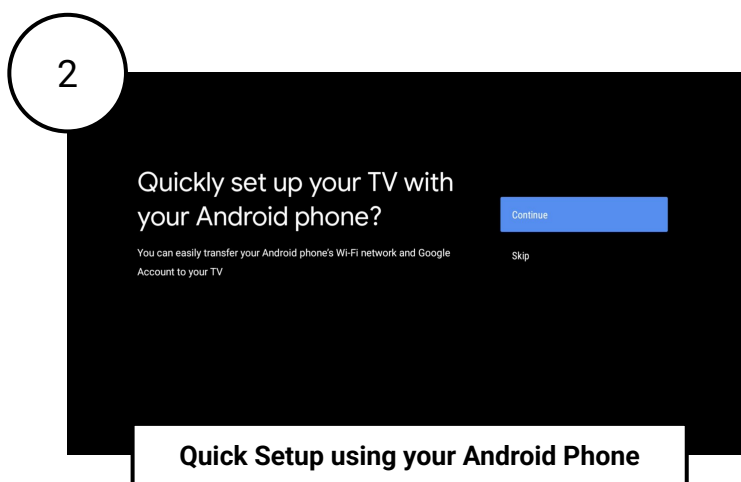 2
Quickly set up your TV with
your Android phone?
You can easily transfer your Android phone's Wi-Fi network and Google
Account to your TV
Continue
Skip
Quick Setup using your Android Phone